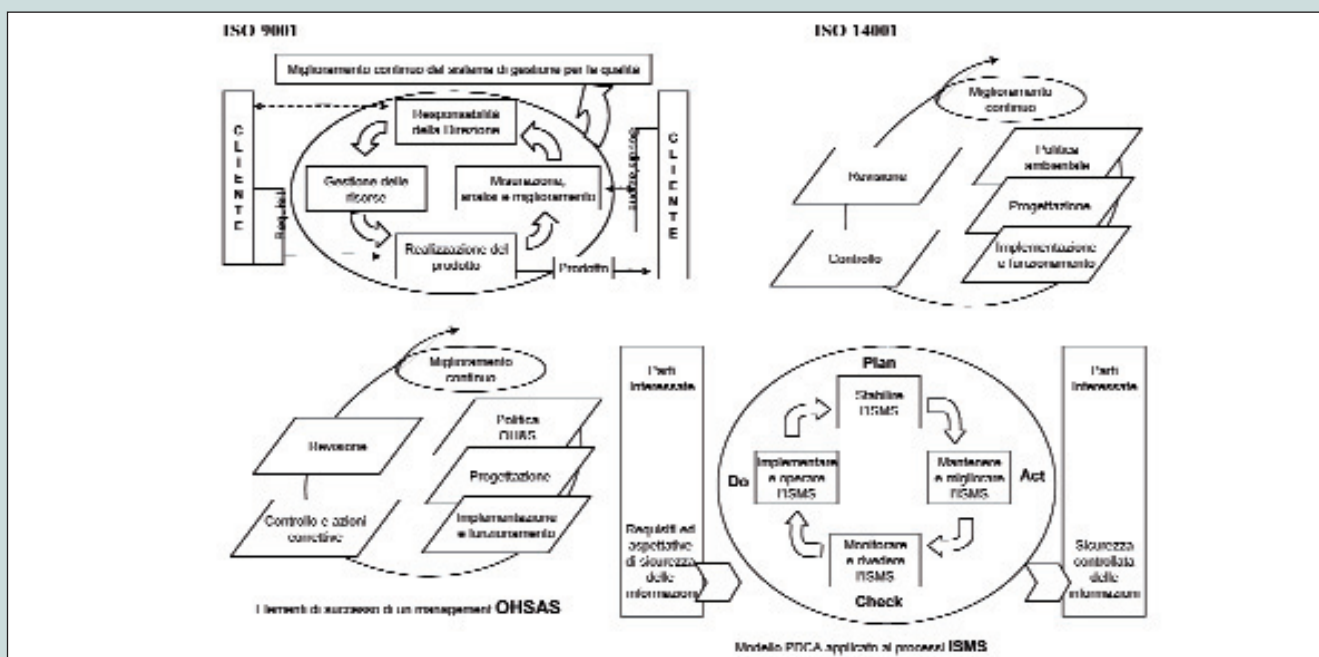 ISO 9001
Miglioramento continuo del sistema di gestione per la qualità
CLIENTE
Requisiti
Responsabilità
della Direzione
Gestione delle
risorse
Misurazione,
analisi e miglioramento
Realizzazione del
prodotto
Prodotto
CLIENTE
ISO 14001
Miglioramento
continuo
Politica
ambientale
Revisione
Progettazione
Controllo
Implementazione
e funzionamento
Miglioramento
continuo
Politica
OH&S
Revisione
Progettazione
Controllo e azioni
correttive
Implementazione
e funzionamento
Elementi di successo di un management OHSAS
Parti
Interessate
Requisiti ed
aspettative
di sicurezza
delle
informazioni
Plan
Stabilire
l'ISMS
Do
Implementare
e operare
l'ISMS
Mantenere
e migliorare
l'ISMS
Act
Monitorare
e rivedere
l'ISMS
Check
Parti
Interessate
Sicurezza
controllata
delle
informazioni
Modello PDCA applicato ai processi ISMS